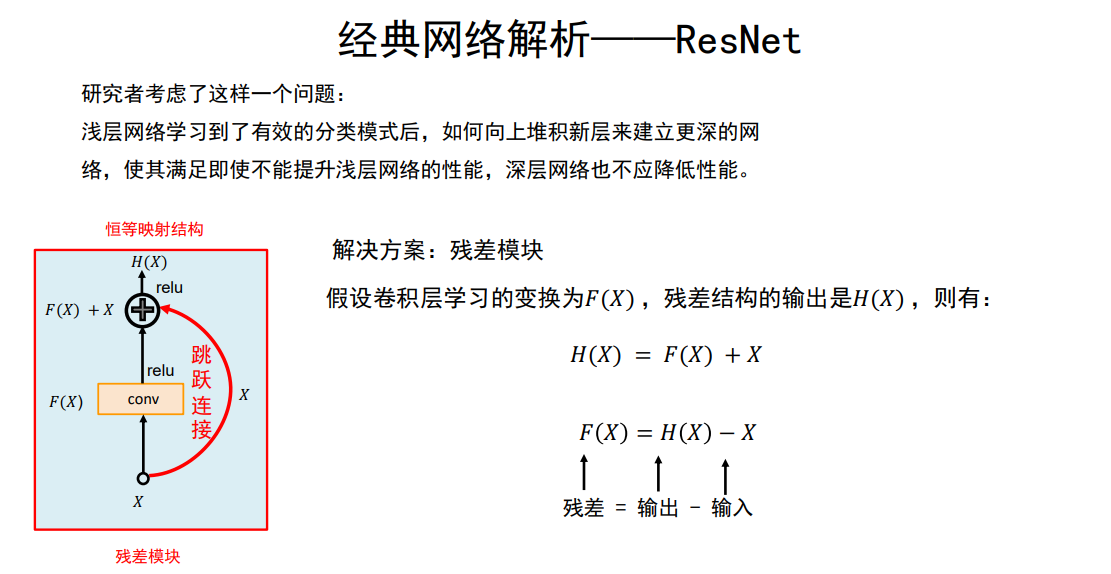 经典网络解析——ResNet
研究者考虑了这样一个问题：
浅层网络学习到了有效的分类模式后，如何向上堆积新层来建立更深的网
络，使其满足即使不能提升浅层网络的性能，深层网络也不应降低性能。
恒等映射结构
H(X)
relu
F(X) + X
relu
F(X)
conv
跳跃连接
X
X
残差模块
解决方案：残差模块
假设卷积层学习的变换为F(X)，残差结构的输出是H(X)，则有：
H(X) = F(X) + X
F(X) = H(X) − X
残差 = 输出 - 输入